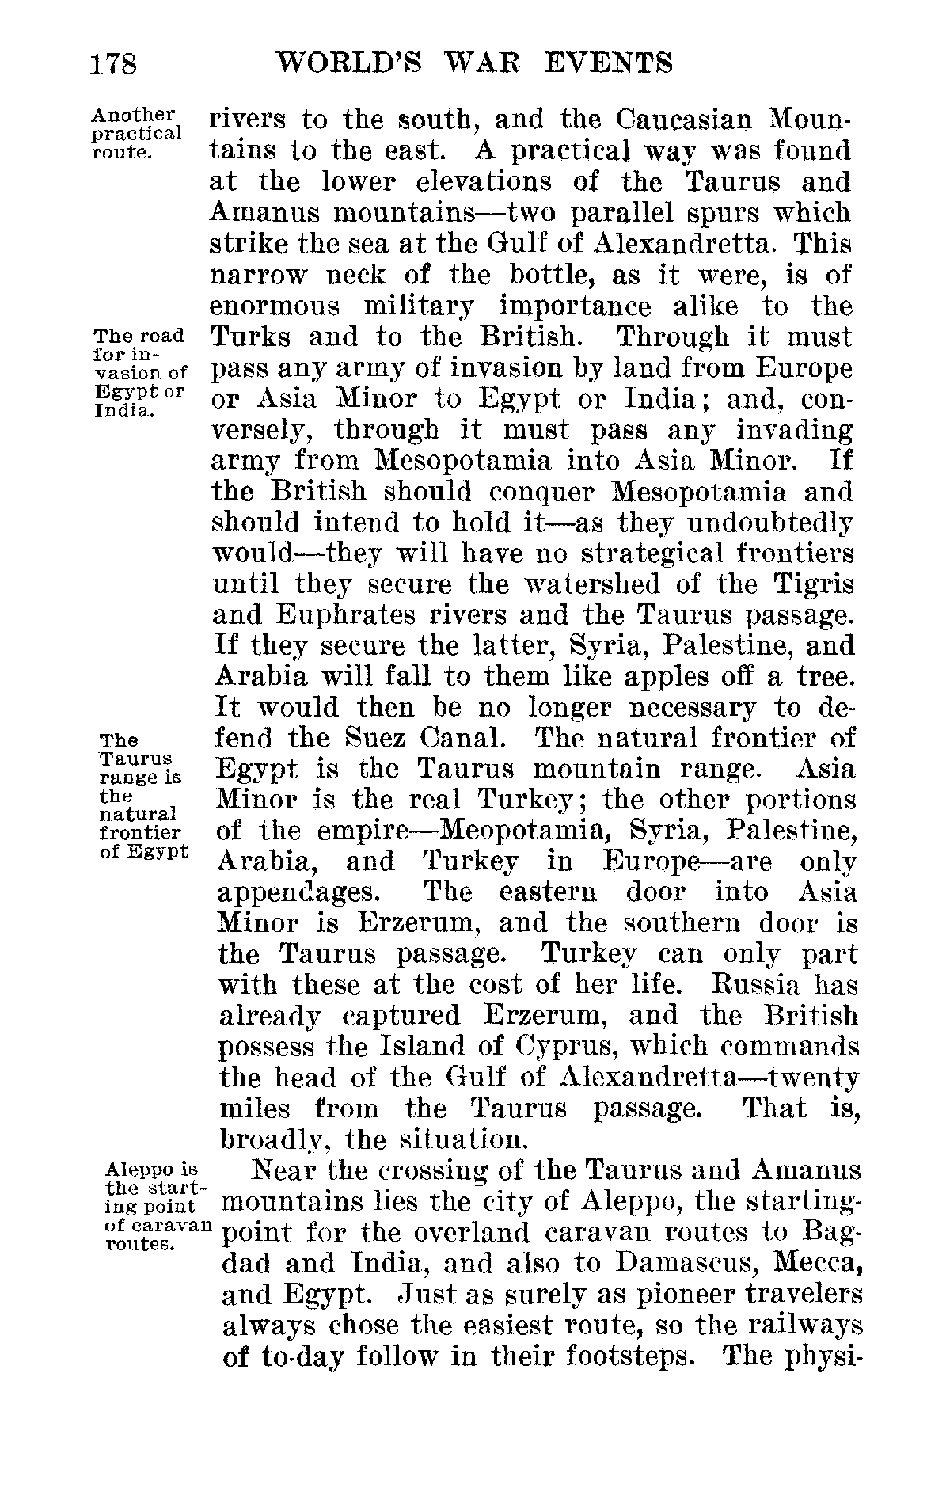 178 WORLD'S WAR EVENTS
Another
practical
route.
rivers to the south, and the Caucasian Moun-
tains to the east. A practical way was found
at the lower elevations of the Taurus and
Amanus mountains—two parallel spurs which
strike the sea at the Gulf of Alexandretta. This
narrow neck of the bottle, as it were, is of
enormous military importance alike to the
The road
for in-
vasion of
Egypt or
India.
Turks and to the British. Through it must
pass any army of invasion by land from Europe
or Asia Minor to Egypt or India; and, con-
versely, through it must pass any invading
army from Mesopotamia into Asia Minor. If
the British should conquer Mesopotamia and
should intend to hold it—as they undoubtedly
would—they will have no strategical frontiers
until they secure the watershed of the Tigris
and Euphrates rivers and the Taurus passage.
If they secure the latter, Syria, Palestine, and
Arabia will fall to them like apples off a tree.
It would then be no longer necessary to de-
The
Taurus
range is
the
natural
frontier
of Egypt
fend the Suez Canal. The natural frontier of
Egypt is the Taurus mountain range. Asia
Minor is the real Turkey; the other portions
of the empire—Meopotamia, Syria, Palestine,
Arabia, and Turkey in Europe—are only
appendages. The eastern door into Asia
Minor is Erzerum, and the southern door is
the Taurus passage. Turkey can only part
with these at the cost of her life. Russia has
already captured Erzerum, and the British
possess the Island of Cyprus, which commands
the head of the Gulf of Alexandretta—twenty
miles from the Taurus passage. That is,
broadly, the situation.
Aleppo is
the start-
ing point
of caravan
routes.
Near the crossing of the Taurus and Amanus
mountains lies the city of Aleppo, the starting-
point for the overland caravan routes to Bag-
dad and India, and also to Damascus, Mecca,
and Egypt. Just as surely as pioneer travelers
always chose the easiest route, so the railways
of to-day follow in their footsteps. The physi-